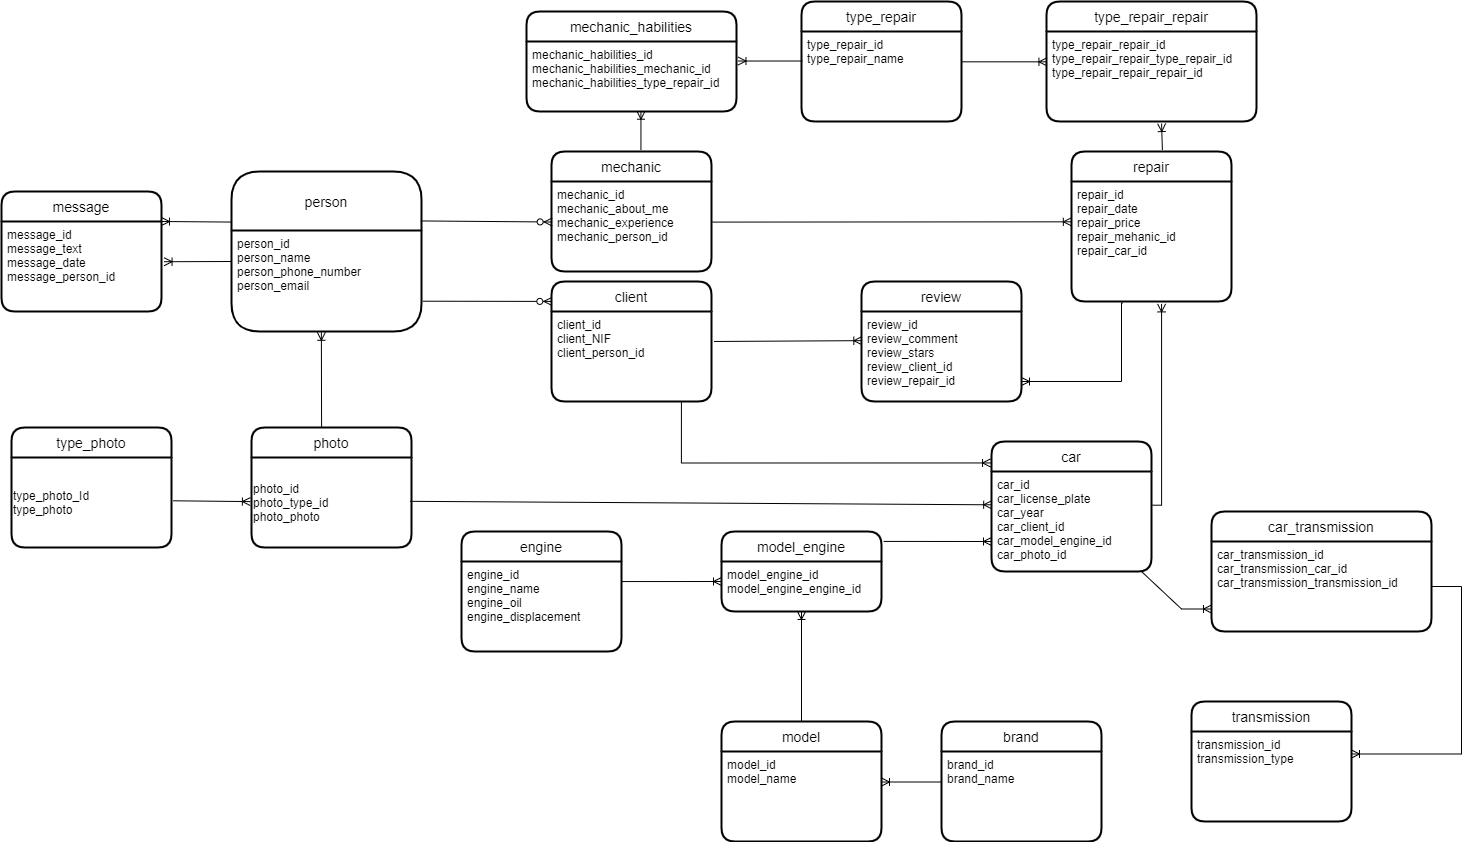 mechanic_habilities
mechanic_habilities_id
mechanic_habilities_mechanic_id
mechanic_habilities_type_repair_id
type_repair
type_repair_id
type_repair_name
type_repair_repair
type_repair_repair_id
type_repair_repair_type_repair_id
type_repair_repair_repair_id
message
message_id
message_text
message_date
message_person_id
person
person_id
person_name
person_phone_number
person_email
mechanic
mechanic_id
mechanic_about_me
mechanic_experience
mechanic_person_id
repair
repair_id
repair_date
repair_price
repair_mehanic_id
repair_car_id
client
client_id
client_NIF
client_person_id
review
review_id
review_comment
review_stars
review_client_id
review_repair_id
type_photo
type_photo_Id
type_photo
photo
photo_id
photo_type_id
photo_photo
car
car_id
car_license_plate
car_year
car_client_id
car_model_engine_id
car_photo_id
engine
engine_id
engine_name
engine_oil
engine_displacement
model_engine
model_engine_id
model_engine_engine_id
car_transmission
car_transmission_id
car_transmission_car_id
car_transmission_transmission_id
model
model_id
model_name
brand
brand_id
brand_name
transmission
transmission_id
transmission_type